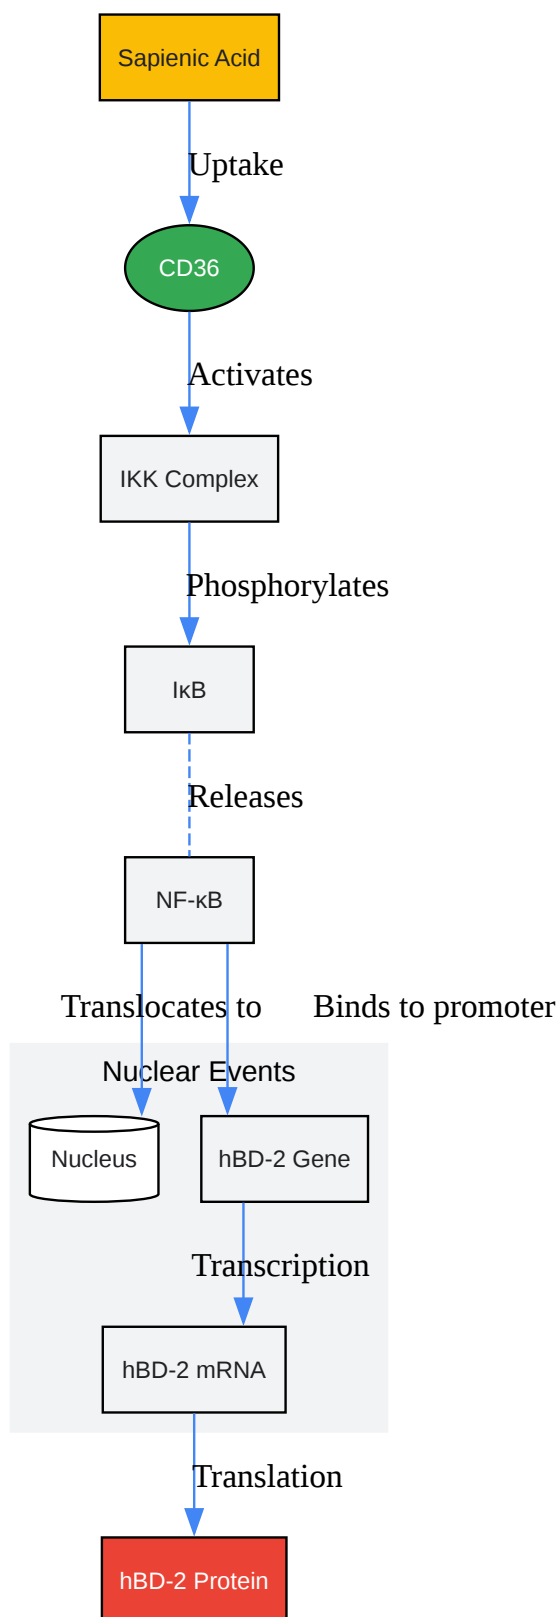 Sapienic Acid
Uptake
CD36
Activates
IKK Complex
Phosphorylates
IκB
Releases
NF-κB
Translocates to
Binds to promoter
Nuclear Events
Nucleus
hBD-2 Gene
Transcription
hBD-2 mRNA
Translation
hBD-2 Protein